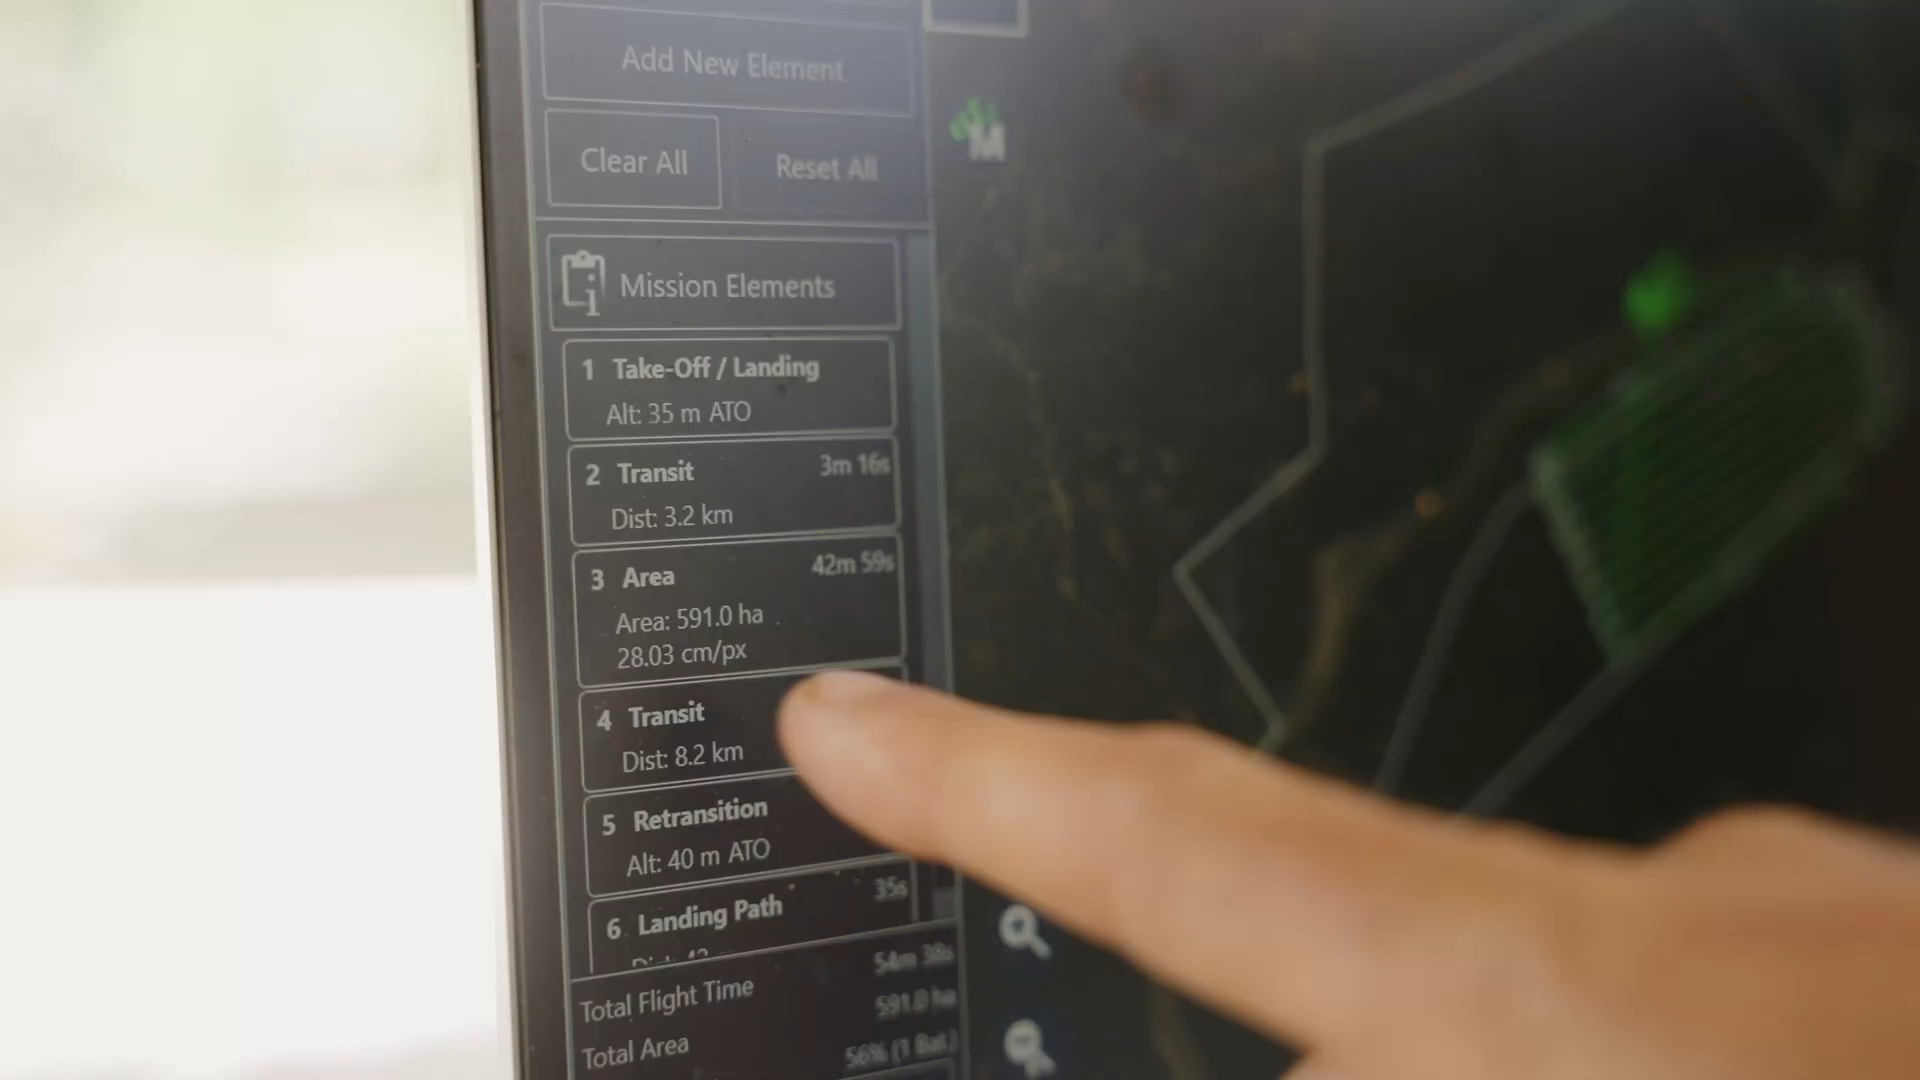 Add New Element
Clear All
Reset All
M
Mission Elements
1 Take-Off / Landing
Alt: 35 m ATO
2 Transit 3m 16s
Dist: 3.2 km
3 Area 42m 59s
Area: 591.0 ha
28.03 cm/px
4 Transit
Dist: 8.2 km
5 Retransition
Alt: 40 m ATO
6 Landing Path 35s
Total Flight Time 54m 38s
Total Area 591.0 ha
56% (1 Bat.)